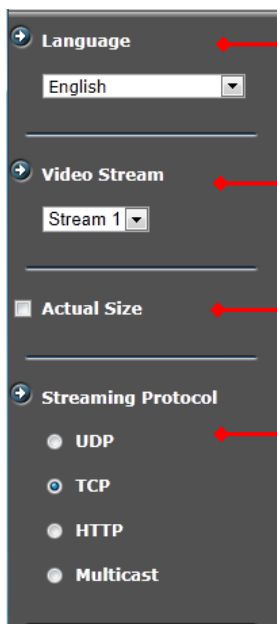 Language
English
Video Stream
Stream 1
Actual Size
Streaming Protocol
UDP
TCP
HTTP
Multicast